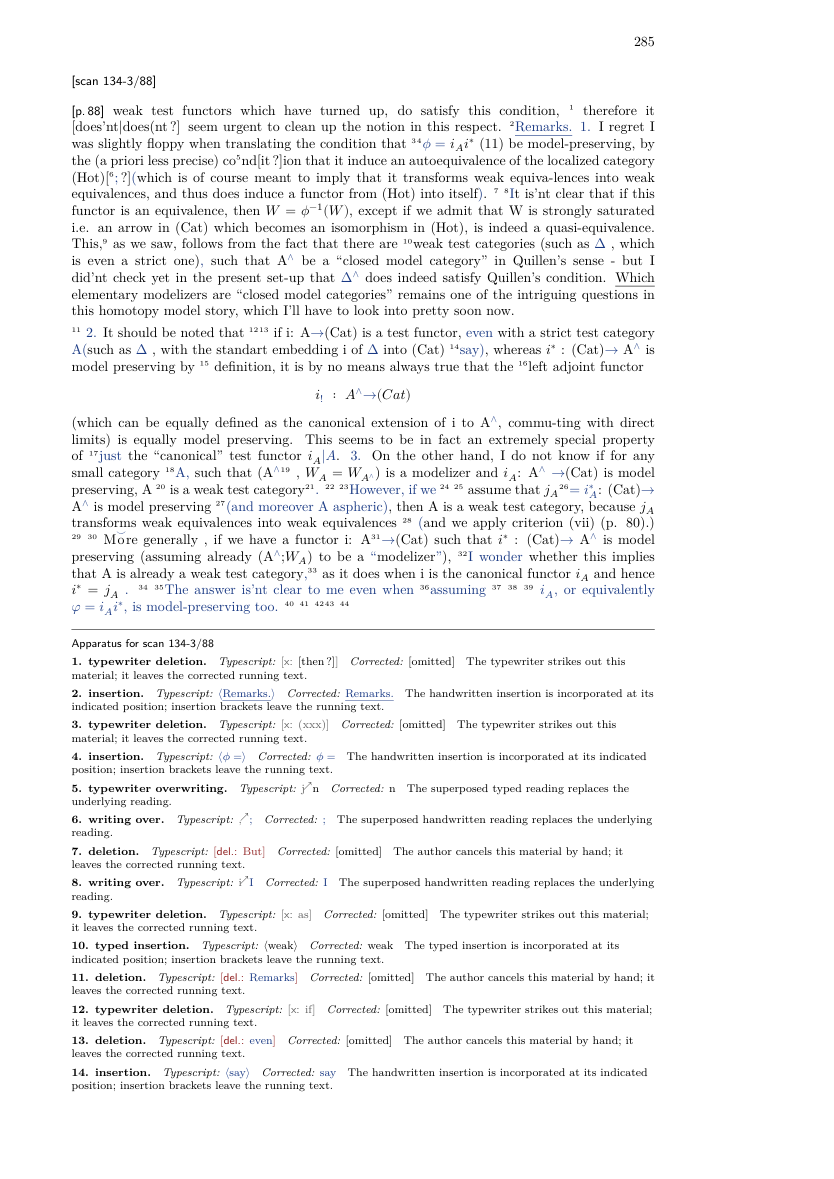 285
[scan 134-3/88]
[p. 88] weak test functors which have turned up, do satisfy this condition, ¹ therefore it
[does'nt|does(nt ?] seem urgent to clean up the notion in this respect. ²Remarks. 1. I regret I
was slightly floppy when translating the condition that ³⁴ϕ = i_A i* (11) be model-preserving, by
the (a priori less precise) co⁵nd[it ?]ion that it induce an autoequivalence of the localized category
(Hot)[⁶; ?](which is of course meant to imply that it transforms weak equiva-lences into weak
equivalences, and thus does induce a functor from (Hot) into itself). ⁷ ⁸It is'nt clear that if this
functor is an equivalence, then W = ϕ⁻¹(W), except if we admit that W is strongly saturated
i.e. an arrow in (Cat) which becomes an isomorphism in (Hot), is indeed a quasi-equivalence.
This,⁹ as we saw, follows from the fact that there are ¹⁰weak test categories (such as Δ , which
is even a strict one), such that A^ be a “closed model category” in Quillen's sense - but I
did'nt check yet in the present set-up that Δ^ does indeed satisfy Quillen's condition. Which
elementary modelizers are “closed model categories” remains one of the intriguing questions in
this homotopy model story, which I'll have to look into pretty soon now.
¹¹ 2. It should be noted that ¹²¹³ if i: A→(Cat) is a test functor, even with a strict test category
A(such as Δ , with the standart embedding i of Δ into (Cat) ¹⁴say), whereas i* : (Cat)→ A^ is
model preserving by ¹⁵ definition, it is by no means always true that the ¹⁶left adjoint functor
i_! : A^→(Cat)
(which can be equally defined as the canonical extension of i to A^, commu-ting with direct
limits) is equally model preserving. This seems to be in fact an extremely special property
of ¹⁷just the “canonical” test functor i_A|A. 3. On the other hand, I do not know if for any
small category ¹⁸A, such that (A^¹⁹ , W_A = W_A^) is a modelizer and i_A: A^ →(Cat) is model
preserving, A ²⁰ is a weak test category²¹. ²² ²³However, if we ²⁴ ²⁵ assume that j_A²⁶= i*_A: (Cat)→
A^ is model preserving ²⁷(and moreover A aspheric), then A is a weak test category, because j_A
transforms weak equivalences into weak equivalences ²⁸ (and we apply criterion (vii) (p. 80).)
²⁹ ³⁰ More generally , if we have a functor i: A³¹→(Cat) such that i* : (Cat)→ A^ is model
preserving (assuming already (A^;W_A) to be a “modelizer”), ³²I wonder whether this implies
that A is already a weak test category,³³ as it does when i is the canonical functor i_A and hence
i* = j_A . ³⁴ ³⁵The answer is'nt clear to me even when ³⁶assuming ³⁷ ³⁸ ³⁹ i_A, or equivalently
φ = i_A i*, is model-preserving too. ⁴⁰ ⁴¹ ⁴²⁴³ ⁴⁴
Apparatus for scan 134-3/88
1. typewriter deletion. Typescript: [x: [then ?]] Corrected: [omitted] The typewriter strikes out this
material; it leaves the corrected running text.
2. insertion. Typescript: ⟨Remarks.⟩ Corrected: Remarks. The handwritten insertion is incorporated at its
indicated position; insertion brackets leave the running text.
3. typewriter deletion. Typescript: [x: (xxx)] Corrected: [omitted] The typewriter strikes out this
material; it leaves the corrected running text.
4. insertion. Typescript: ⟨ϕ =⟩ Corrected: ϕ = The handwritten insertion is incorporated at its indicated
position; insertion brackets leave the running text.
5. typewriter overwriting. Typescript: j↗n Corrected: n The superposed typed reading replaces the
underlying reading.
6. writing over. Typescript: .↗; Corrected: ; The superposed handwritten reading replaces the underlying
reading.
7. deletion. Typescript: [del.: But] Corrected: [omitted] The author cancels this material by hand; it
leaves the corrected running text.
8. writing over. Typescript: i↗I Corrected: I The superposed handwritten reading replaces the underlying
reading.
9. typewriter deletion. Typescript: [x: as] Corrected: [omitted] The typewriter strikes out this material;
it leaves the corrected running text.
10. typed insertion. Typescript: ⟨weak⟩ Corrected: weak The typed insertion is incorporated at its
indicated position; insertion brackets leave the running text.
11. deletion. Typescript: [del.: Remarks] Corrected: [omitted] The author cancels this material by hand; it
leaves the corrected running text.
12. typewriter deletion. Typescript: [x: if] Corrected: [omitted] The typewriter strikes out this material;
it leaves the corrected running text.
13. deletion. Typescript: [del.: even] Corrected: [omitted] The author cancels this material by hand; it
leaves the corrected running text.
14. insertion. Typescript: ⟨say⟩ Corrected: say The handwritten insertion is incorporated at its indicated
position; insertion brackets leave the running text.